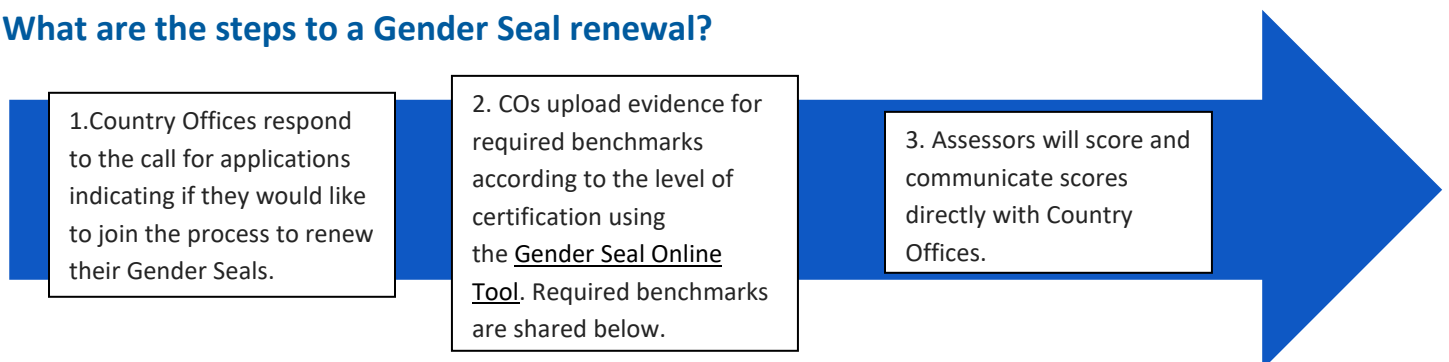 What are the steps to a Gender Seal renewal?
1.Country Offices respond
to the call for applications
indicating if they would like
to join the process to renew
their Gender Seals.
2. COs upload evidence for
required benchmarks
according to the level of
certification using
the Gender Seal Online
Tool. Required benchmarks
are shared below.
3. Assessors will score and
communicate scores
directly with Country
Offices.